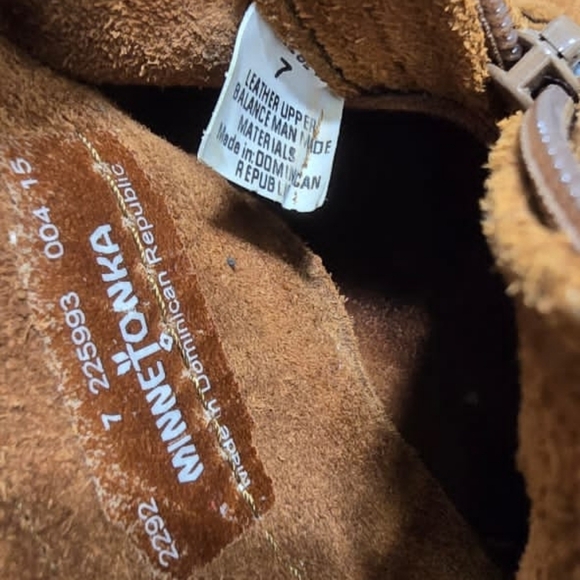 7
LEATHER UPPER
BALANCE MAN MADE
MATERIALS
Made in: DOMINICAN
REPUBLIC
2292 7 225993 004 15
MINNETONKA
Made in Dominican Republic